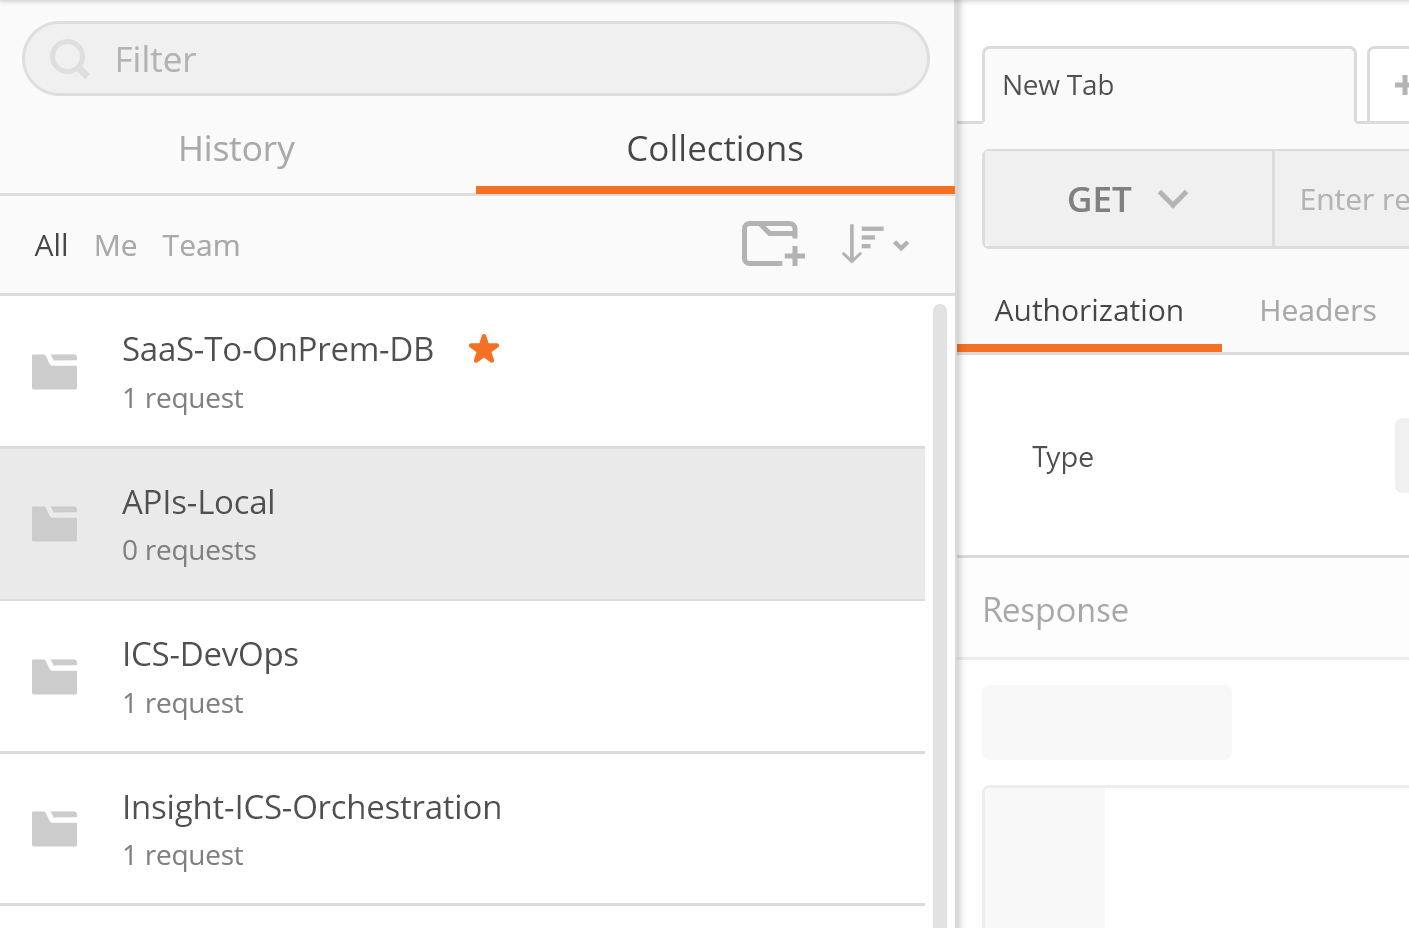 Filter
History
Collections
All Me Team
SaaS-To-OnPrem-DB
1 request
APIs-Local
0 requests
ICS-DevOps
1 request
Insight-ICS-Orchestration
1 request
New Tab
GET
Enter re
Authorization
Headers
Type
Response